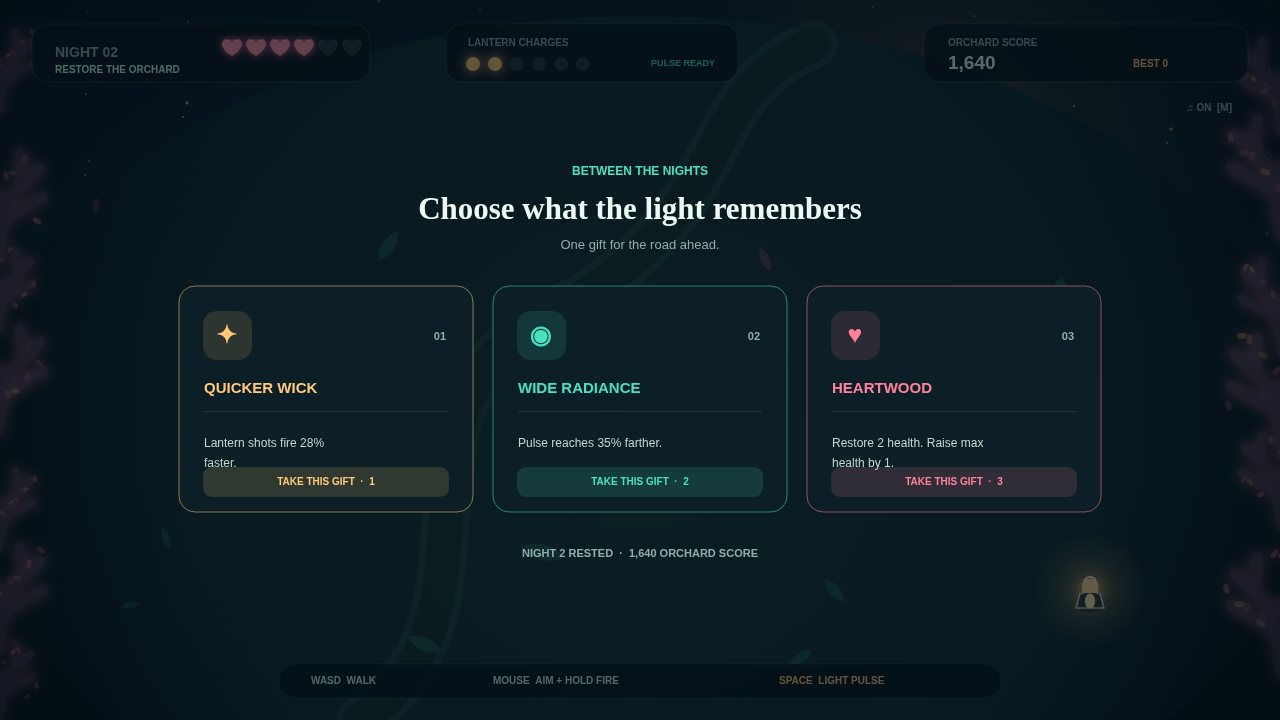 NIGHT 02
RESTORE THE ORCHARD
LANTERN CHARGES
PULSE READY
ORCHARD SCORE
1,640
BEST 0
♫ ON [M]
BETWEEN THE NIGHTS
Choose what the light remembers
One gift for the road ahead.
01
QUICKER WICK
Lantern shots fire 28%
faster.
TAKE THIS GIFT · 1
02
WIDE RADIANCE
Pulse reaches 35% farther.
TAKE THIS GIFT · 2
03
HEARTWOOD
Restore 2 health. Raise max
health by 1.
TAKE THIS GIFT · 3
NIGHT 2 RESTED · 1,640 ORCHARD SCORE
WASD WALK
MOUSE AIM + HOLD FIRE
SPACE LIGHT PULSE